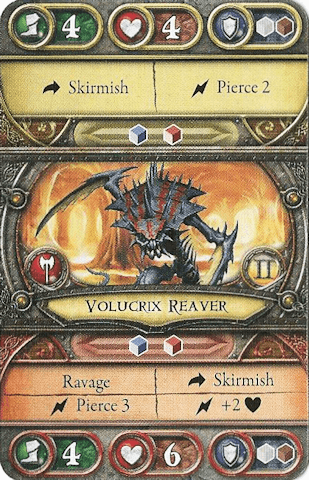 4 4
Skirmish Pierce 2
II
VOLUCRIX REAVER
Ravage Skirmish
Pierce 3 +2
4 6